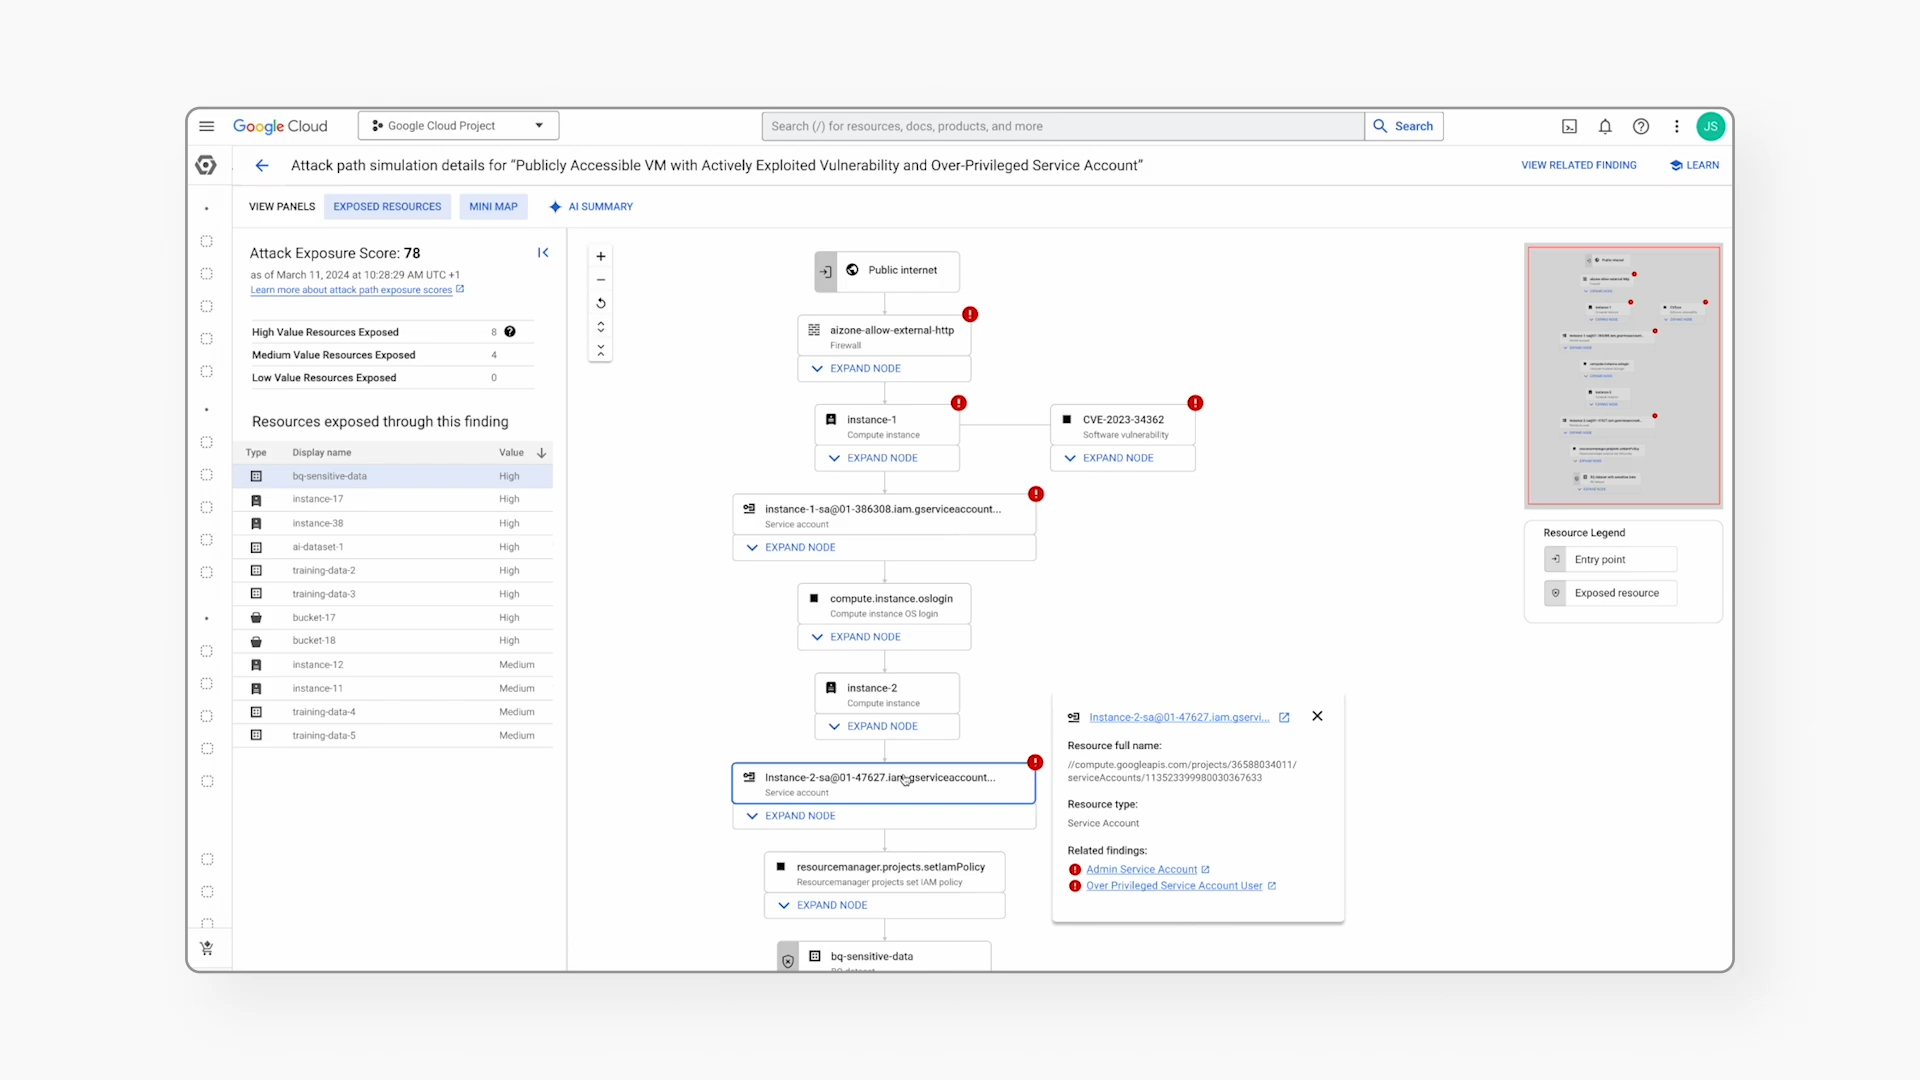 Google Cloud
Google Cloud Project
Search (/) for resources, docs, products, and more
Search
JS
Attack path simulation details for “Publicly Accessible VM with Actively Exploited Vulnerability and Over-Privileged Service Account”
VIEW RELATED FINDING
LEARN
VIEW PANELS
EXPOSED RESOURCES
MINI MAP
AI SUMMARY
Attack Exposure Score: 78
as of March 11, 2024 at 10:28:29 AM UTC +1
Learn more about attack path exposure scores
High Value Resources Exposed 8
Medium Value Resources Exposed 4
Low Value Resources Exposed 0
Resources exposed through this finding
Type Display name Value
bq-sensitive-data High
instance-17 High
instance-38 High
ai-dataset-1 High
training-data-2 High
training-data-3 High
bucket-17 High
bucket-18 High
instance-12 Medium
instance-11 Medium
training-data-4 Medium
training-data-5 Medium
Public internet
aizone-allow-external-http
Firewall
EXPAND NODE
instance-1
Compute instance
EXPAND NODE
CVE-2023-34362
Software vulnerability
EXPAND NODE
instance-1-sa@01-386308.iam.gserviceaccount...
Service account
EXPAND NODE
compute.instance.oslogin
Compute instance OS login
EXPAND NODE
instance-2
Compute instance
EXPAND NODE
Instance-2-sa@01-47627.iam.gserviceaccount...
Service account
EXPAND NODE
resourcemanager.projects.setIamPolicy
Resourcemanager projects set IAM policy
EXPAND NODE
bq-sensitive-data
Instance-2-sa@01-47627.iam.gservi...
Resource full name:
//compute.googleapis.com/projects/36588034011/
serviceAccounts/113523399980030367633
Resource type:
Service Account
Related findings:
Admin Service Account
Over Privileged Service Account User
Resource Legend
Entry point
Exposed resource